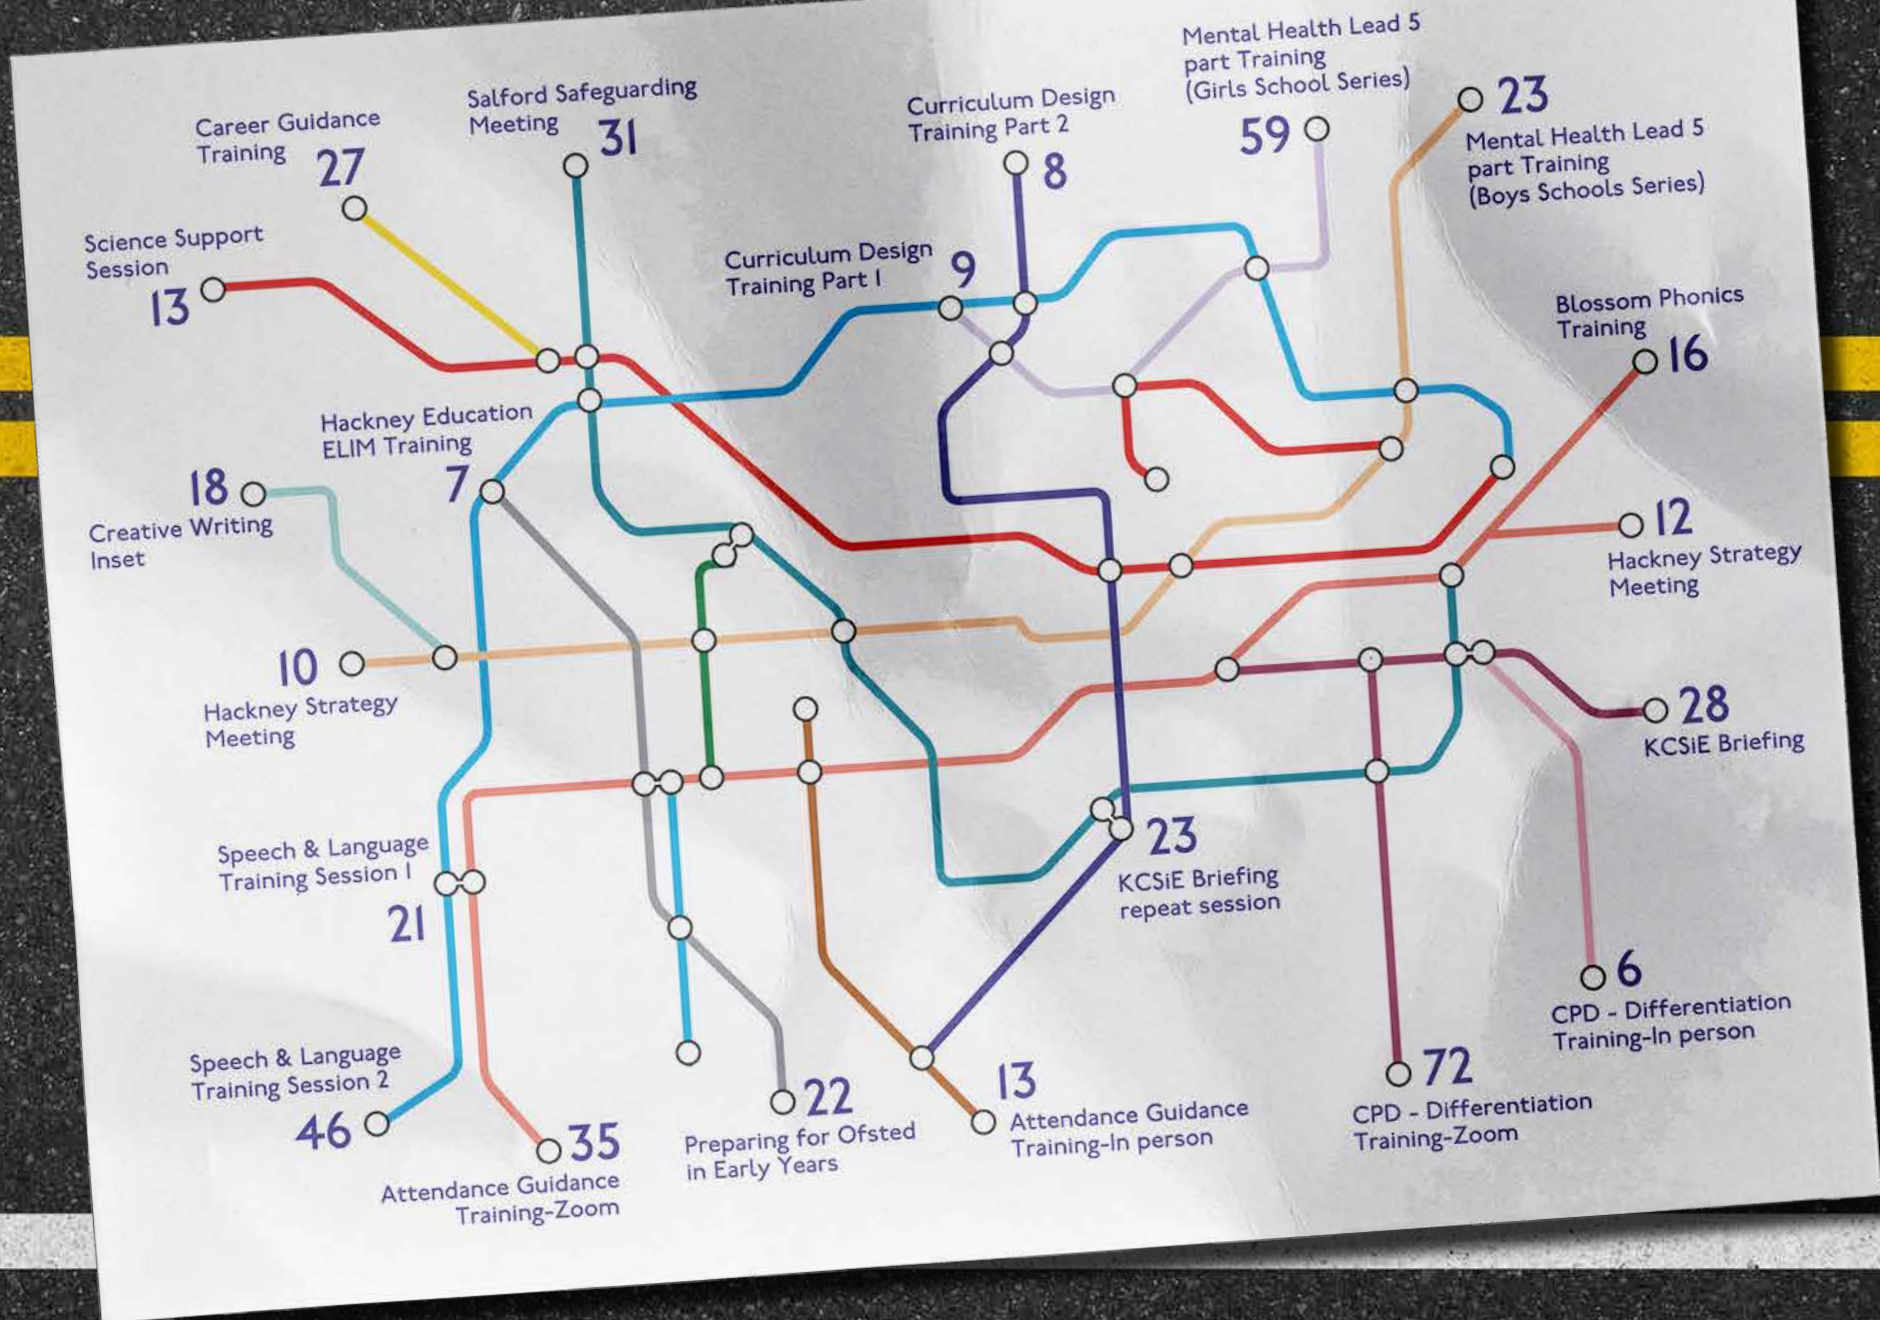 Mental Health Lead 5
part Training
(Girls School Series)
59
23
Mental Health Lead 5
part Training
(Boys Schools Series)
Salford Safeguarding
Meeting
31
Curriculum Design
Training Part 2
8
Career Guidance
Training
27
Science Support
Session
13
Curriculum Design
Training Part 1
9
Blossom Phonics
Training
16
Hackney Education
ELIM Training
7
18
Creative Writing
Inset
12
Hackney Strategy
Meeting
10
Hackney Strategy
Meeting
28
KCSiE Briefing
Speech & Language
Training Session 1
21
23
KCSiE Briefing
repeat session
6
CPD - Differentiation
Training-In person
Speech & Language
Training Session 2
46
35
Attendance Guidance
Training-Zoom
22
Preparing for Ofsted
in Early Years
13
Attendance Guidance
Training-In person
72
CPD - Differentiation
Training-Zoom